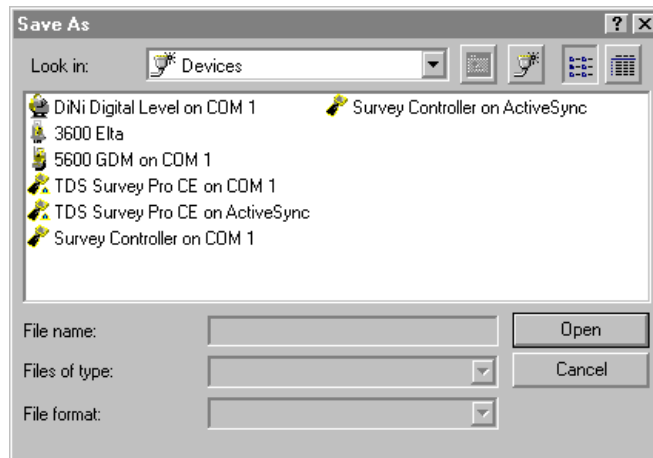 Save As
Look in: Devices
DiNi Digital Level on COM 1
3600 Elta
5600 GDM on COM 1
TDS Survey Pro CE on COM 1
TDS Survey Pro CE on ActiveSync
Survey Controller on COM 1
Survey Controller on ActiveSync
File name:
Open
Files of type:
Cancel
File format: